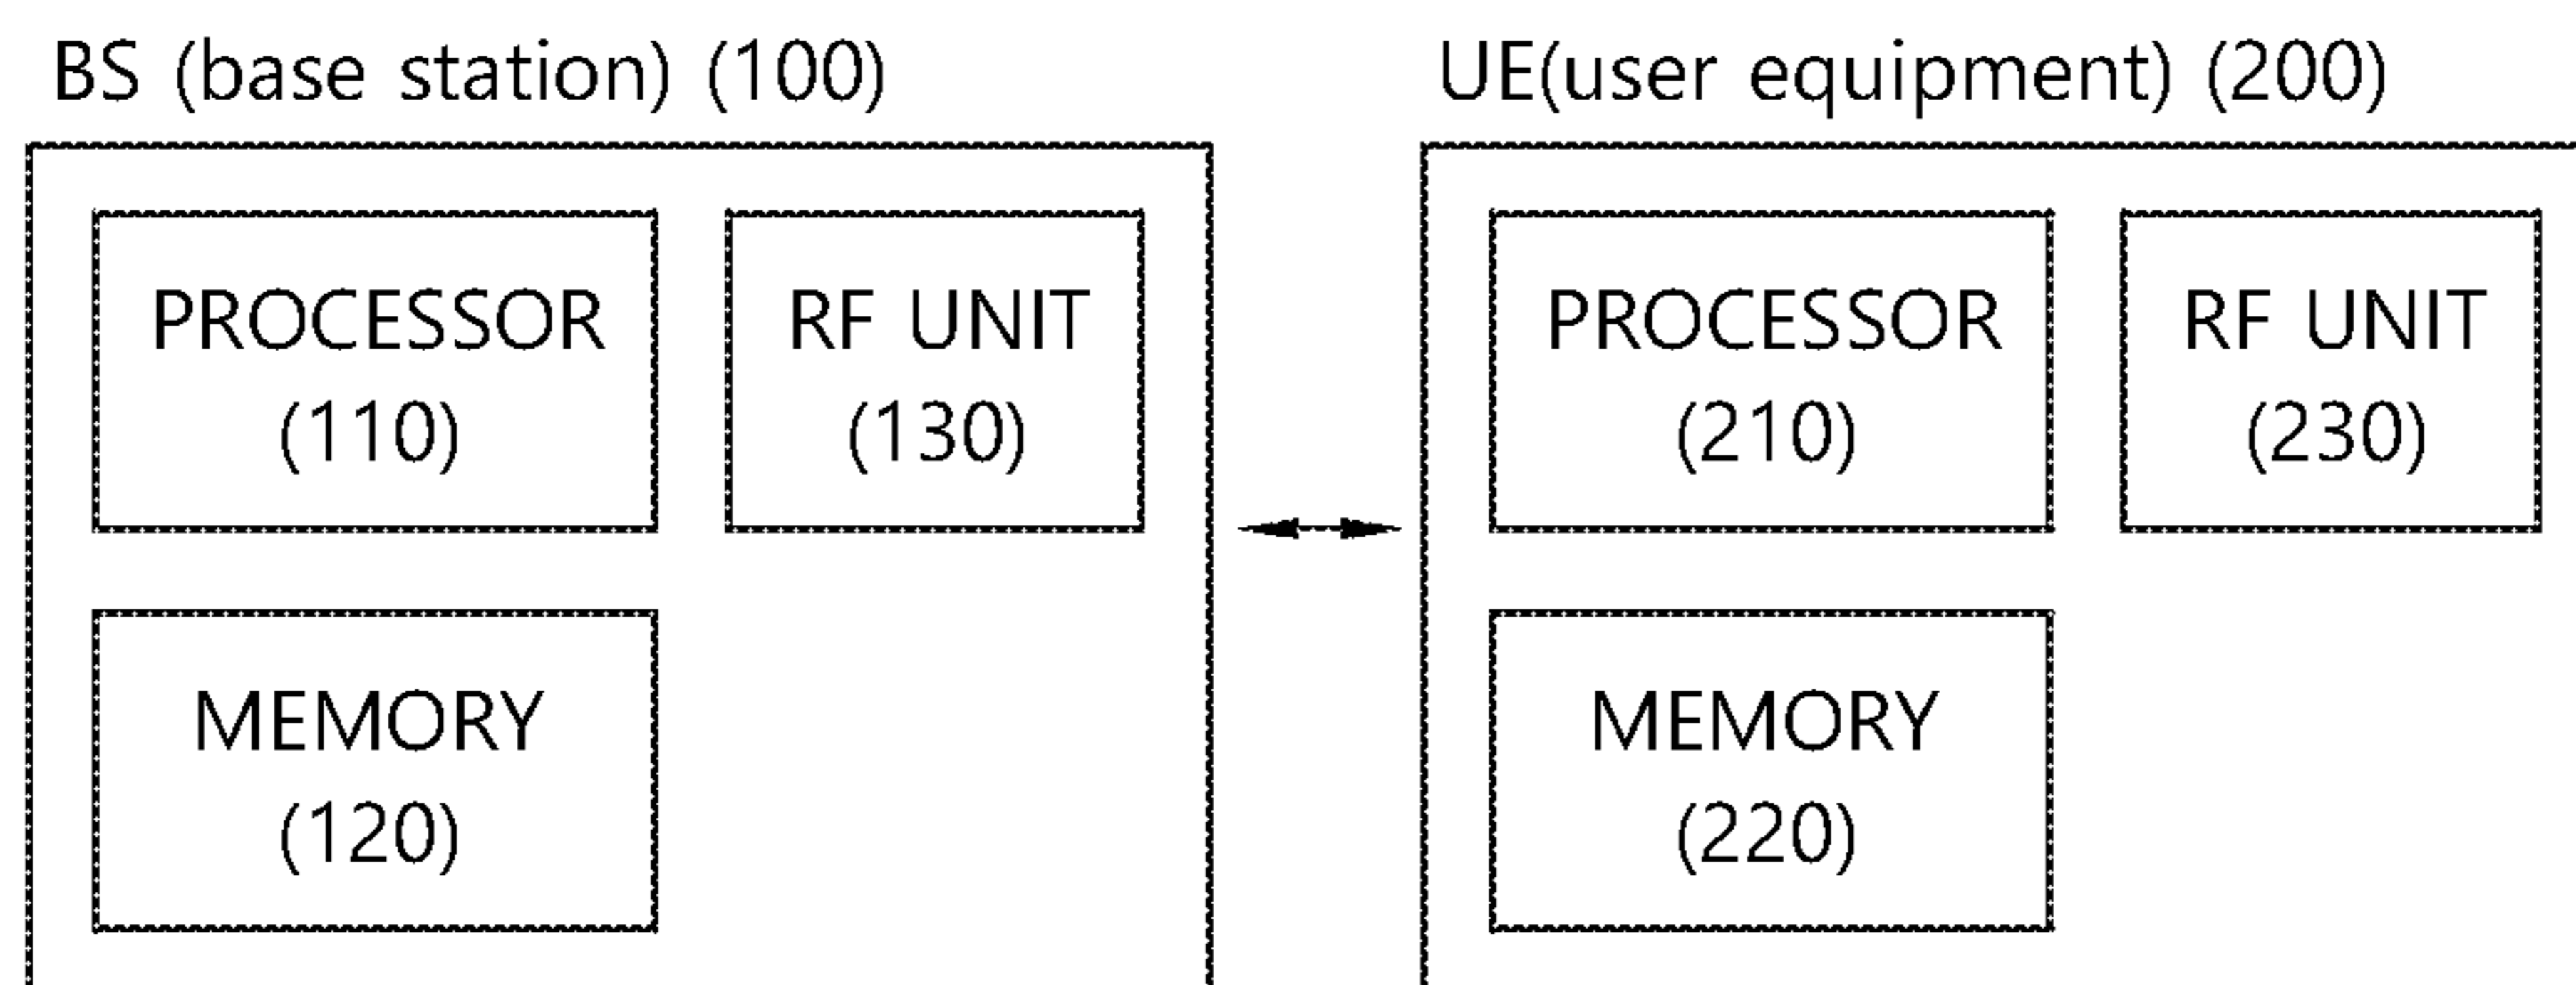 BS (base station) (100)
PROCESSOR
(110)
RF UNIT
(130)
MEMORY
(120)
UE(user equipment) (200)
PROCESSOR
(210)
RF UNIT
(230)
MEMORY
(220)